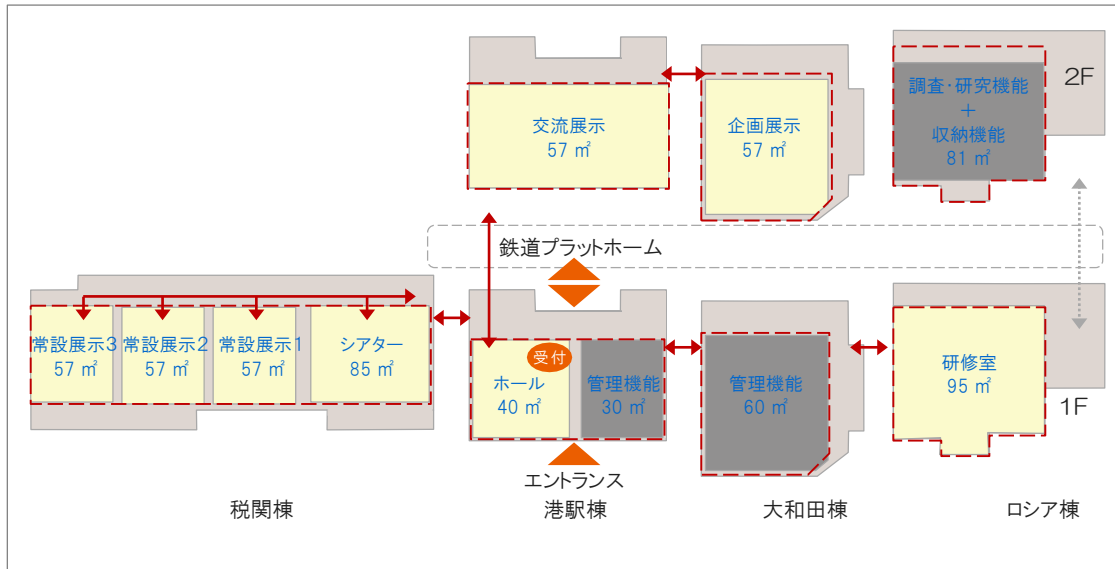 交流展示
57 ㎡
企画展示
57 ㎡
調査・研究機能
+
収納機能
81 ㎡
2F
鉄道プラットホーム
常設展示3
57 ㎡
常設展示2
57 ㎡
常設展示1
57 ㎡
シアター
85 ㎡
受付
ホール
40 ㎡
管理機能
30 ㎡
管理機能
60 ㎡
研修室
95 ㎡
1F
エントランス
税関棟
港駅棟
大和田棟
ロシア棟